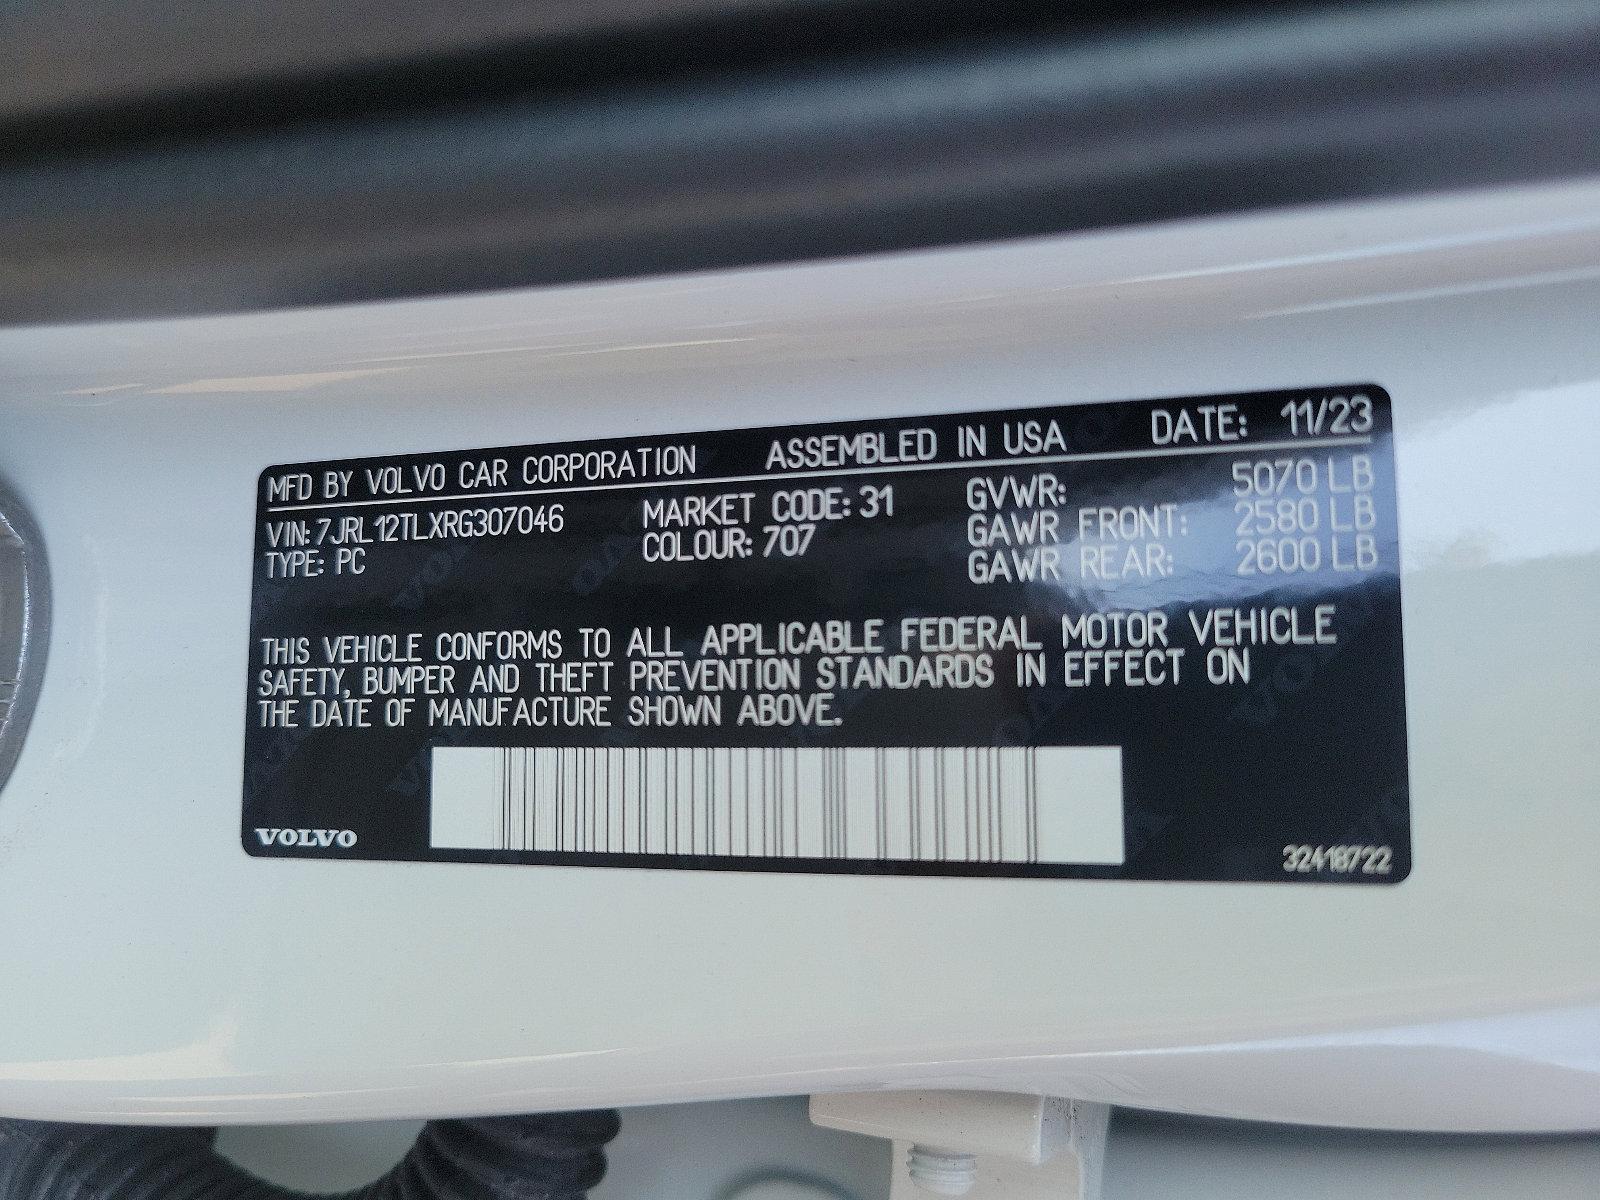 MFD BY VOLVO CAR CORPORATION ASSEMBLED IN USA DATE: 11/23
VIN: 7JRL12TLXRG307046 MARKET CODE: 31 GVWR: 5070 LB
TYPE: PC COLOUR: 707 GAWR FRONT: 2580 LB
GAWR REAR: 2600 LB
THIS VEHICLE CONFORMS TO ALL APPLICABLE FEDERAL MOTOR VEHICLE
SAFETY, BUMPER AND THEFT PREVENTION STANDARDS IN EFFECT ON
THE DATE OF MANUFACTURE SHOWN ABOVE.
VOLVO
32418722